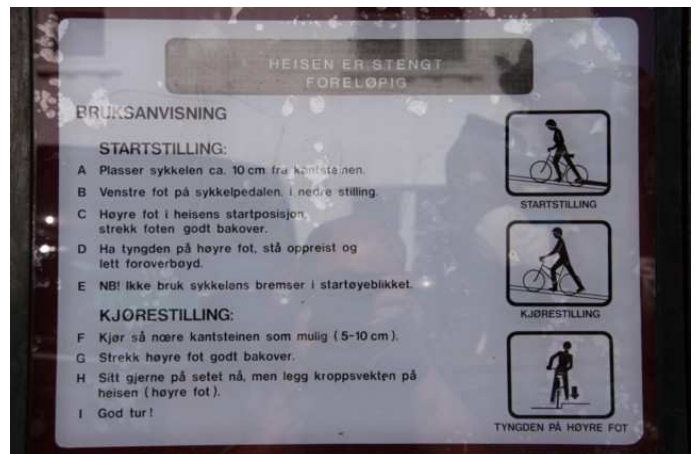 HEISEN ER STENGT
FORELØPIG
BRUKSANVISNING
STARTSTILLING:
A Plasser sykkelen ca. 10 cm fra kantsteinen.
B Venstre fot på sykkelpedalen, i nedre stilling.
C Høyre fot i heisens startposisjon,
strekk foten godt bakover.
D Ha tyngden på høyre fot, stå oppreist og
lett foroverbøyd.
E NB! Ikke bruk sykkelens bremser i startøyeblikket.
KJØRESTILLING:
F Kjør så nære kantsteinen som mulig (5-10 cm).
G Strekk høyre fot godt bakover.
H Sitt gjerne på setet nå, men legg kroppsvekten på
heisen (høyre fot).
I God tur!
STARTSTILLING
KJØRESTILLING
TYNGDEN PÅ HØYRE FOT